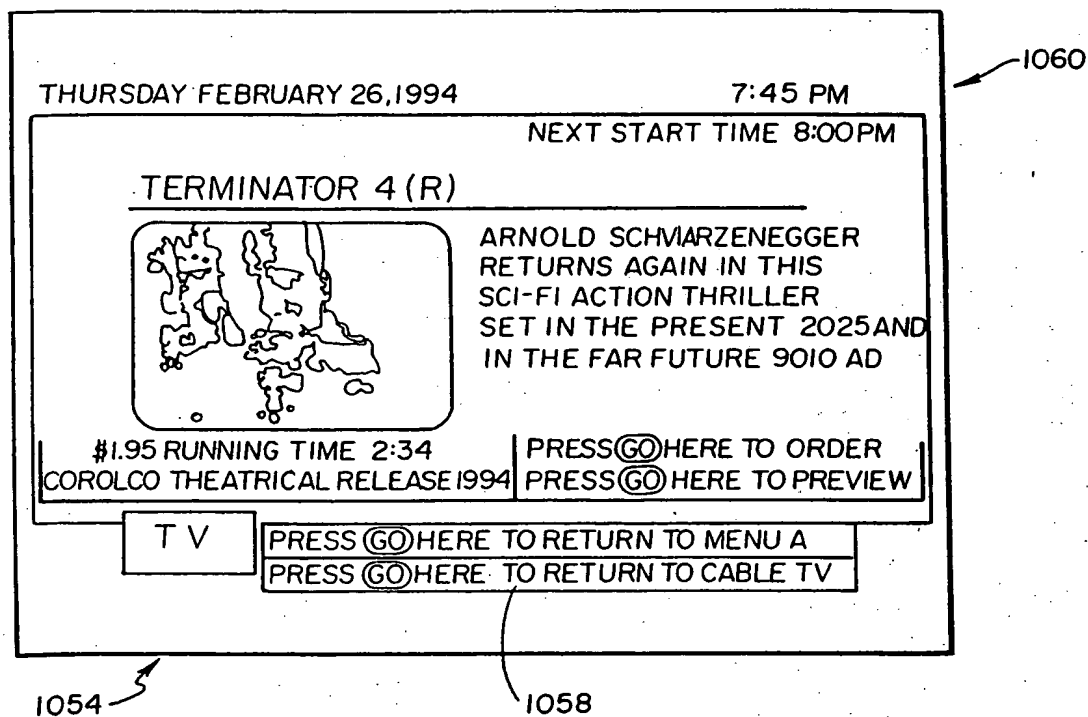 1060
THURSDAY FEBRUARY 26,1994 7:45 PM
NEXT START TIME 8:00PM
TERMINATOR 4 (R)
ARNOLD SCHWARZENEGGER
RETURNS AGAIN IN THIS
SCI-FI ACTION THRILLER
SET IN THE PRESENT 2025 AND
IN THE FAR FUTURE 9010 AD
$1.95 RUNNING TIME 2:34
COROLCO THEATRICAL RELEASE 1994
PRESS GO HERE TO ORDER
PRESS GO HERE TO PREVIEW
TV
PRESS GO HERE TO RETURN TO MENU A
PRESS GO HERE TO RETURN TO CABLE TV
1054
1058